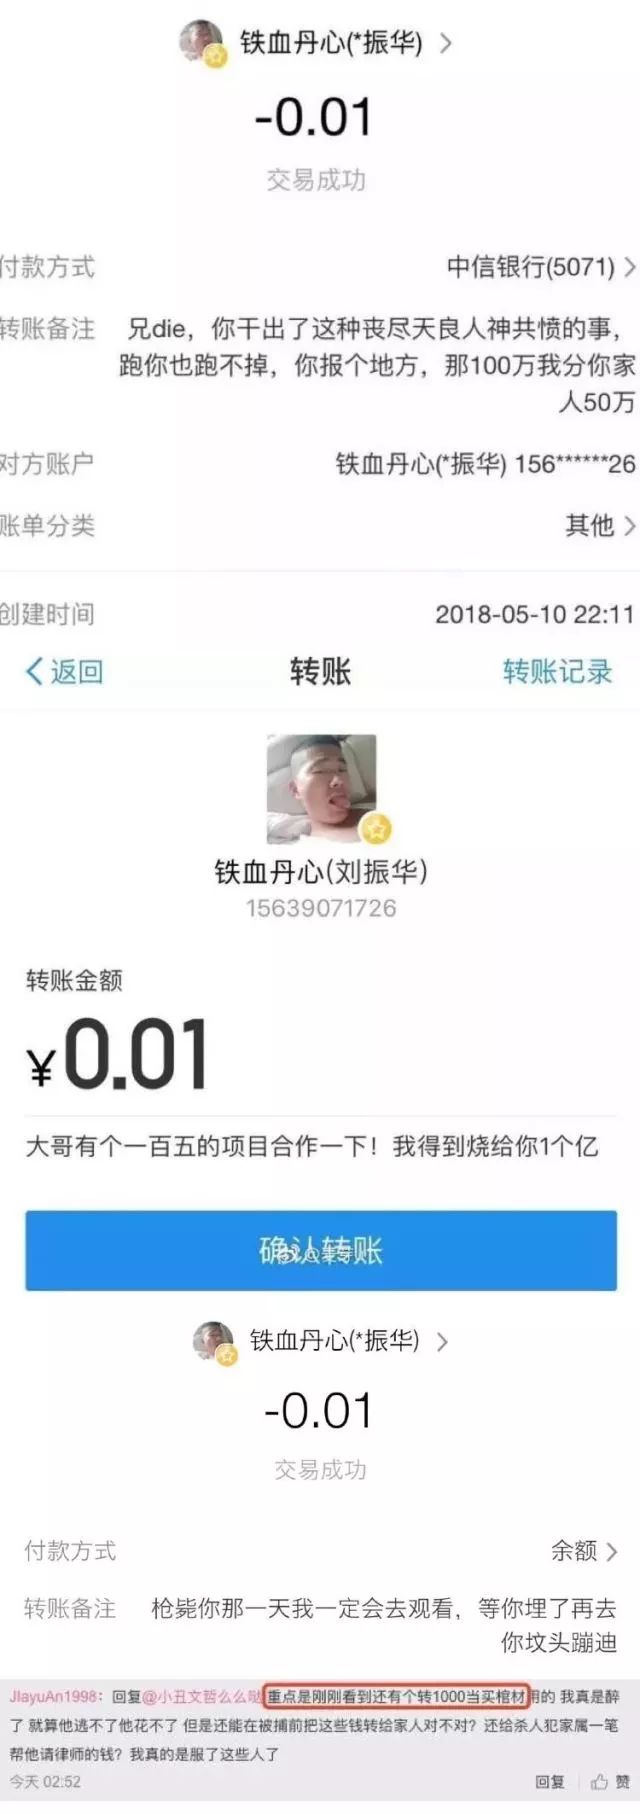 铁血丹心(*振华)
-0.01
交易成功
付款方式 中信银行(5071)
转账备注 兄die，你干出了这种丧尽天良人神共愤的事，
跑你也跑不掉，你报个地方，那100万我分你家
人50万
对方账户 铁血丹心(*振华) 156******26
账单分类 其他
创建时间 2018-05-10 22:11
返回 转账 转账记录
铁血丹心(刘振华)
15639071726
转账金额
¥0.01
大哥有个一百五的项目合作一下！我得到烧给你1个亿
确认转账
铁血丹心(*振华)
-0.01
交易成功
付款方式 余额
转账备注 枪毙你那一天我一定会去观看，等你埋了再去
你坟头蹦迪
JIayuAn1998：回复@小丑文哲么么哒 重点是刚刚看到还有个转1000当买棺材用的 我真是醉
了 就算他逃不了他花不了 但是还能在被捕前把这些钱转给家人对不对？还给杀人犯家属一笔
帮他请律师的钱？我真的是服了这些人了
今天 02:52 回复 赞